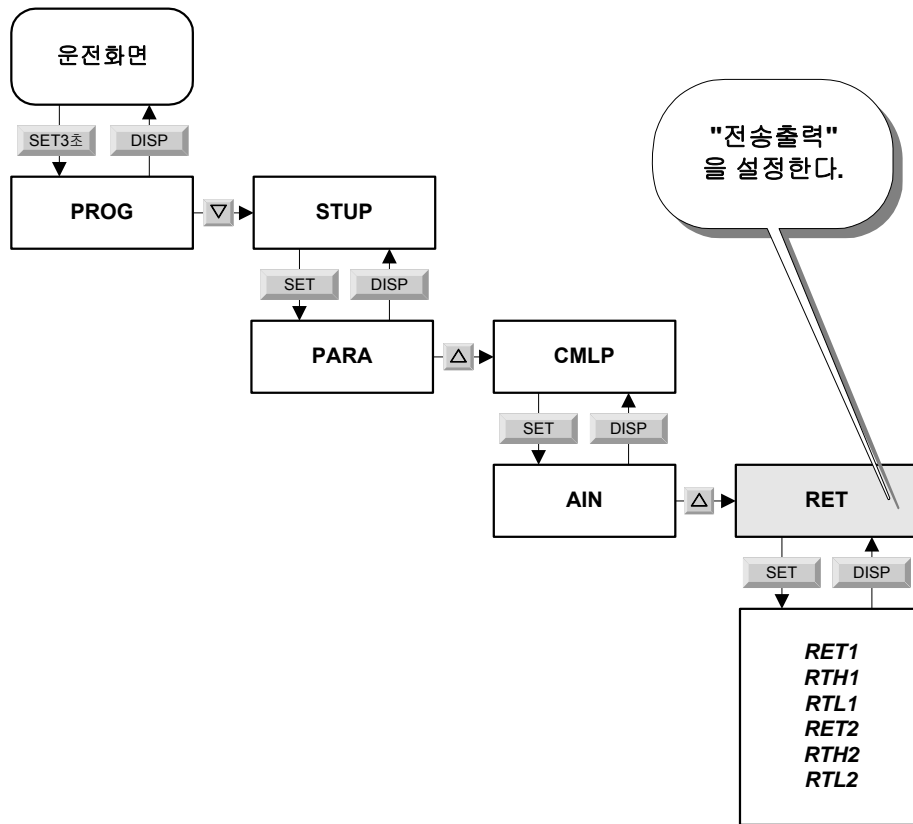 운전화면
SET3초
DISP
"전송출력"
을 설정한다.
PROG
STUP
SET
DISP
PARA
CMLP
SET
DISP
AIN
RET
SET
DISP
RET1
RTH1
RTL1
RET2
RTH2
RTL2